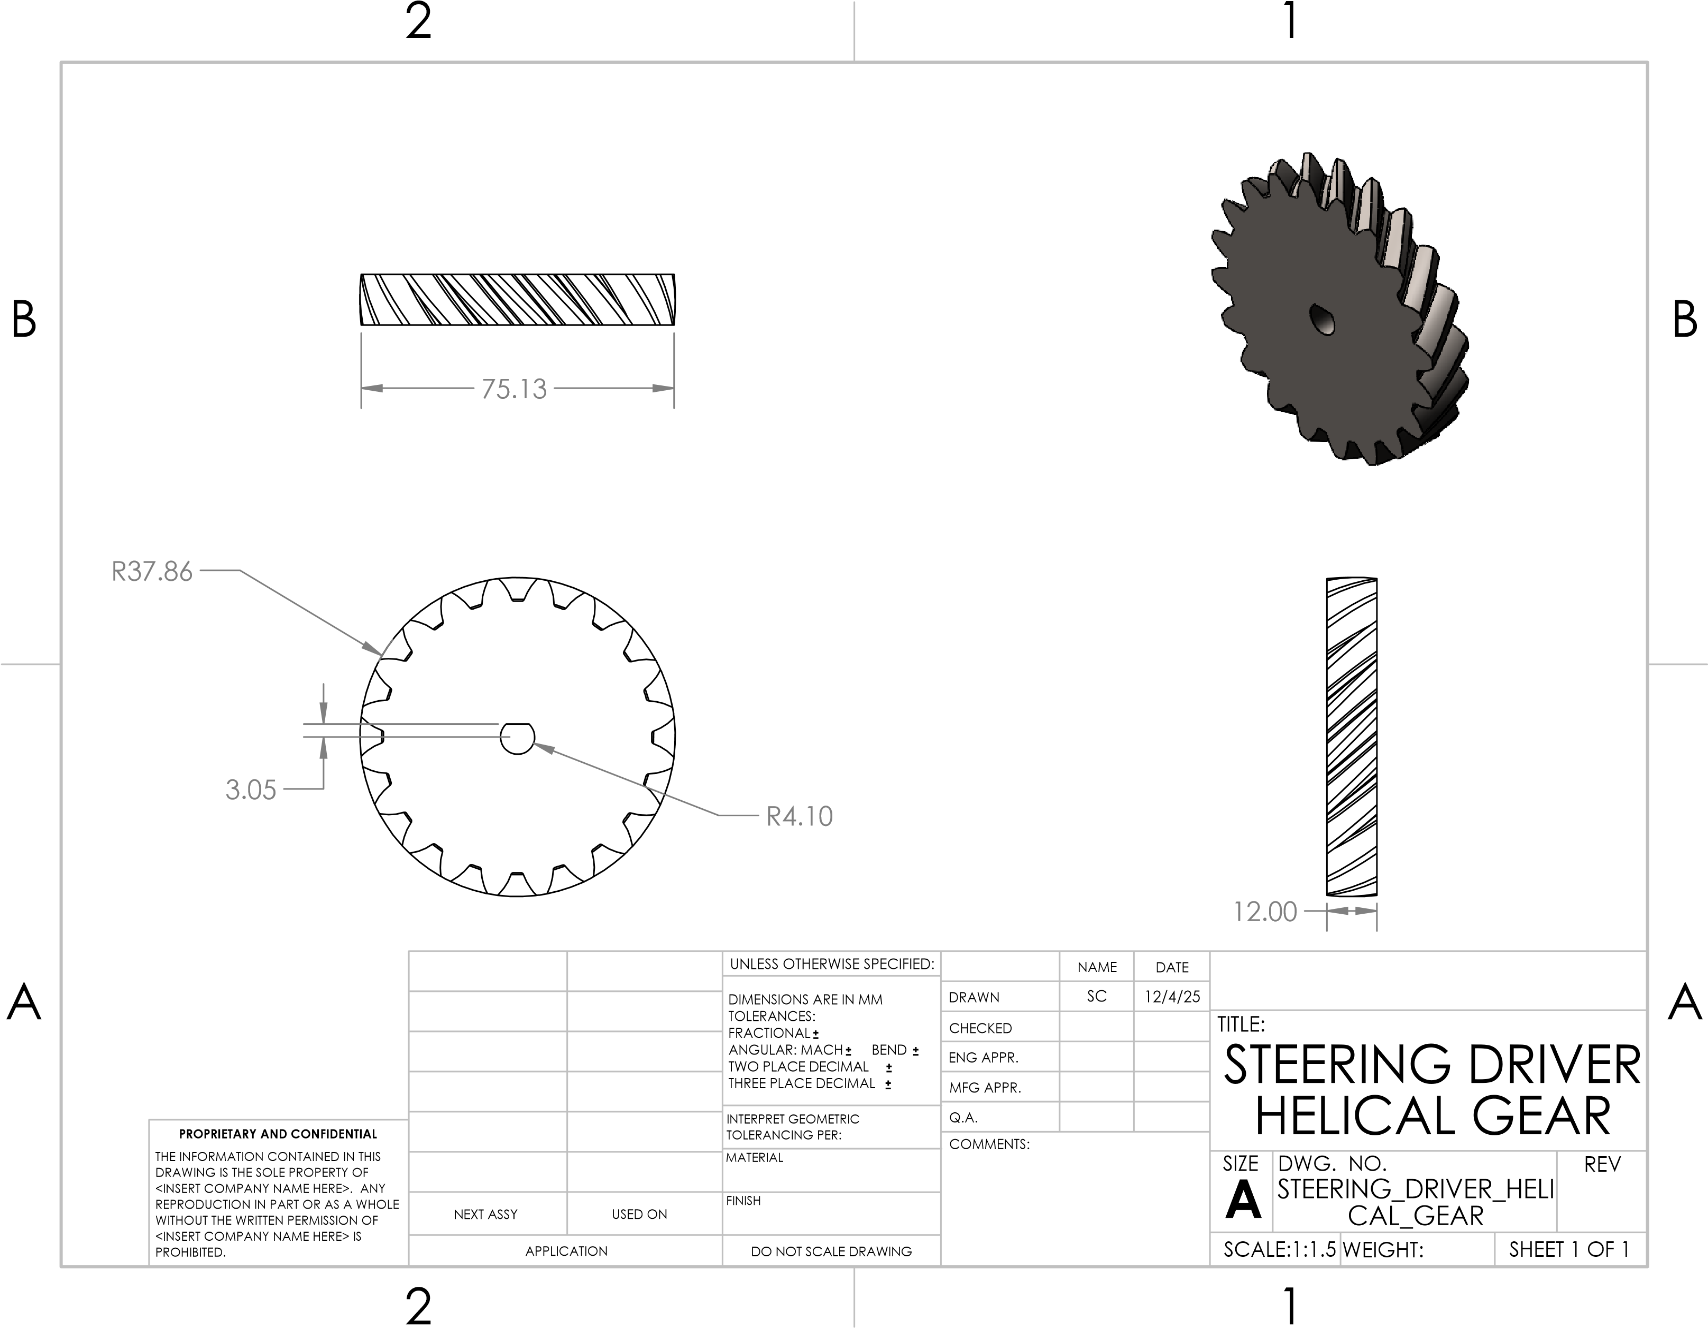 2
1
B
B
75.13
R37.86
3.05
R4.10
12.00
A
A
UNLESS OTHERWISE SPECIFIED:
DIMENSIONS ARE IN MM
TOLERANCES:
FRACTIONAL ±
ANGULAR: MACH ± BEND ±
TWO PLACE DECIMAL ±
THREE PLACE DECIMAL ±
INTERPRET GEOMETRIC
TOLERANCING PER:
MATERIAL
FINISH
DO NOT SCALE DRAWING
NAME DATE
DRAWN SC 12/4/25
CHECKED
ENG APPR.
MFG APPR.
Q.A.
COMMENTS:
TITLE:
STEERING DRIVER
HELICAL GEAR
SIZE DWG. NO. REV
A STEERING_DRIVER_HELI
CAL_GEAR
SCALE:1:1.5 WEIGHT: SHEET 1 OF 1
PROPRIETARY AND CONFIDENTIAL
THE INFORMATION CONTAINED IN THIS
DRAWING IS THE SOLE PROPERTY OF
<INSERT COMPANY NAME HERE>. ANY
REPRODUCTION IN PART OR AS A WHOLE
WITHOUT THE WRITTEN PERMISSION OF
<INSERT COMPANY NAME HERE> IS
PROHIBITED.
NEXT ASSY USED ON
APPLICATION
2
1